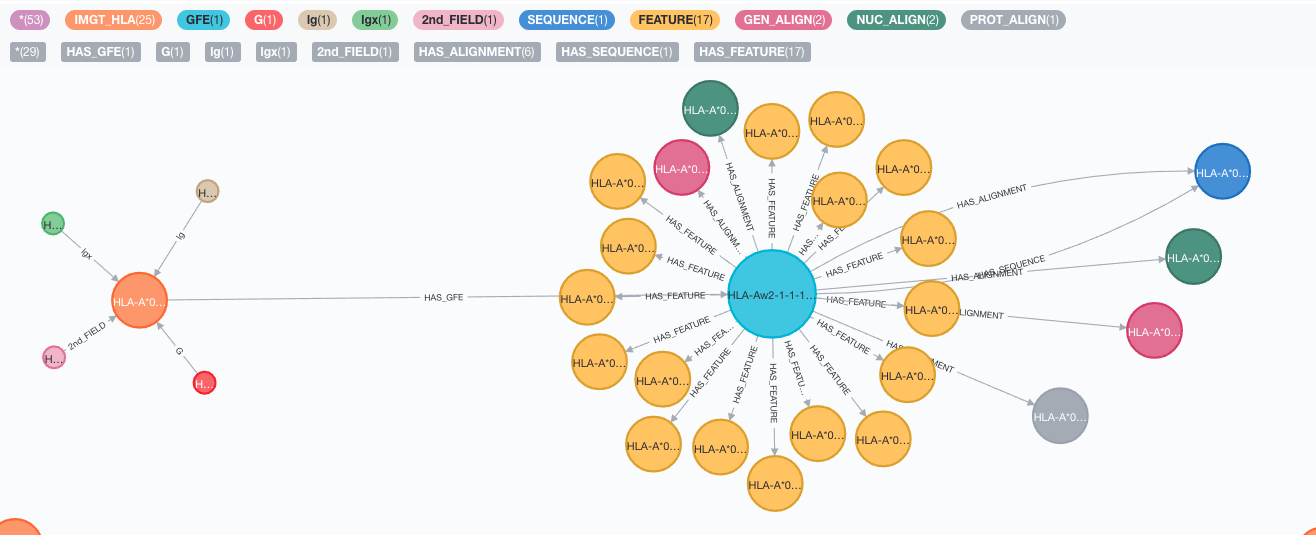 *(53) IMGT_HLA(25) GFE(1) G(1) lg(1) lgx(1) 2nd_FIELD(1) SEQUENCE(1) FEATURE(17) GEN_ALIGN(2) NUC_ALIGN(2) PROT_ALIGN(1)
*(29) HAS_GFE(1) G(1) lg(1) lgx(1) 2nd_FIELD(1) HAS_ALIGNMENT(6) HAS_SEQUENCE(1) HAS_FEATURE(17)
HLA-A*0...
HLA-A*0...
HLA-A*0...
HLA-A*0...
HLA-A*0...
HLA-A*0...
HLA-A*0...
H...
HLA-A*0...
H...
lgx
lg
HAS_ALIGNMENT
HAS_FEATURE
HAS_FEATURE
HAS_ALIGNM...
HAS_FEATURE
HAS...
HAS_ALIGNMENT
HLA-A*0...
HLA-A*0...
HLA-A*0...
HAS_FEATURE
HAS_FEATURE
HAS_SEQUENCE
HAS_ALIGNMENT
HLA-A*0...
HAS_GFE
HLA-A*0...
HAS_FEATURE
HLA-Aw2-1-1-1...
HAS_FEATURE
HLA-A*0...
LIGNMENT
HLA-A*0...
2nd_FIELD
G
H...
H...
HAS_FEATURE
HAS_FEA...
HAS_FEATURE
HAS_FEATURE
HAS_FEATURE
HAS_FEATU...
HAS_FEATURE
HAS_FEATURE
MENT
HLA-A*0...
HLA-A*0...
HLA-A*0...
HLA-A*0...
HLA-A*0...
HLA-A*0...
HLA-A*0...
HLA-A*0...
HLA-A*0...